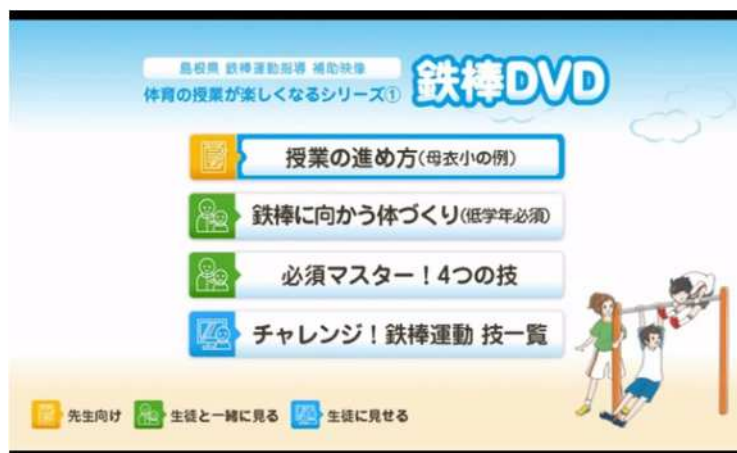 島根県 鉄棒運動指導 補助映像
体育の授業が楽しくなるシリーズ①
鉄棒DVD
授業の進め方(母衣小の例)
鉄棒に向かう体づくり(低学年必須)
必須マスター！4つの技
チャレンジ！鉄棒運動 技一覧
先生向け 生徒と一緒に見る 生徒に見せる